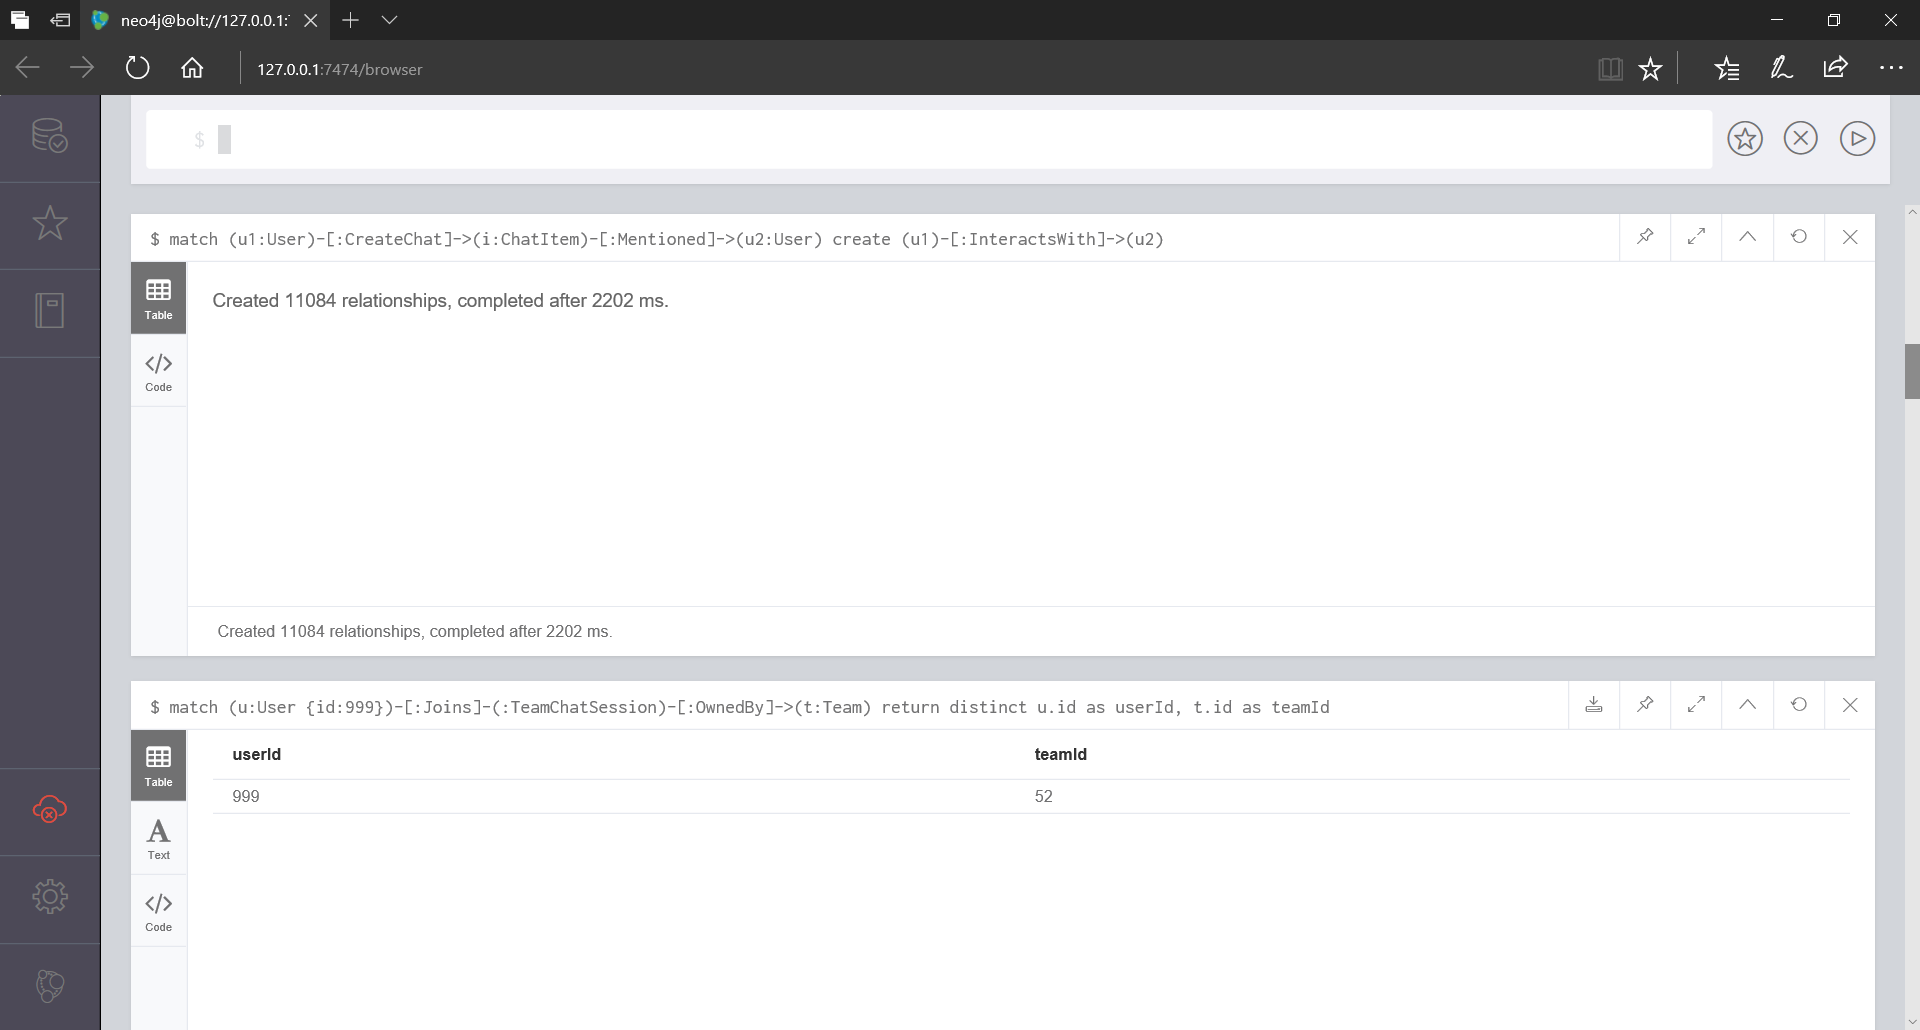 neo4j@bolt://127.0.0.1:
127.0.0.1:7474/browser
$
$ match (u1:User)-[:CreateChat]->(i:ChatItem)-[:Mentioned]->(u2:User) create (u1)-[:InteractsWith]->(u2)
Table
Created 11084 relationships, completed after 2202 ms.
Code
Created 11084 relationships, completed after 2202 ms.
$ match (u:User {id:999})-[:Joins]-(:TeamChatSession)-[:OwnedBy]->(t:Team) return distinct u.id as userId, t.id as teamId
Table
userId teamId
999 52
A
Text
Code